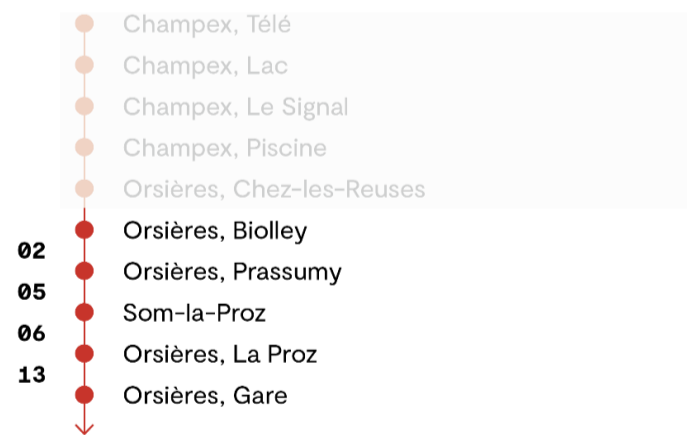 Champex, Télé
Champex, Lac
Champex, Le Signal
Champex, Piscine
Orsières, Chez-les-Reuses
Orsières, Biolley
02
Orsières, Prassumy
05
Som-la-Proz
06
Orsières, La Proz
13
Orsières, Gare